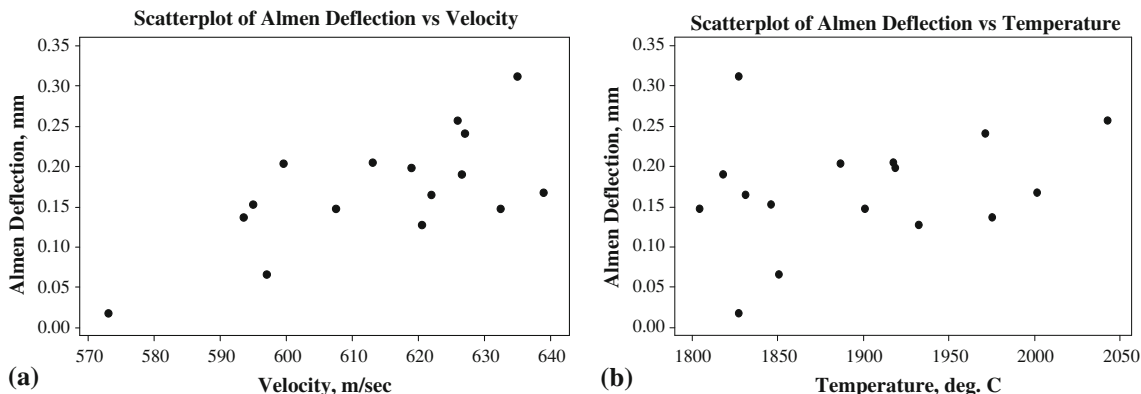 Scatterplot of Almen Deflection vs Velocity
0.35
0.30
0.25
0.20
0.15
0.10
0.05
0.00
Almen Deflection, mm
570 580 590 600 610 620 630 640
(a)
Velocity, m/sec
Scatterplot of Almen Deflection vs Temperature
0.35
0.30
0.25
0.20
0.15
0.10
0.05
0.00
Almen Deflection, mm
1800 1850 1900 1950 2000 2050
(b)
Temperature, deg. C